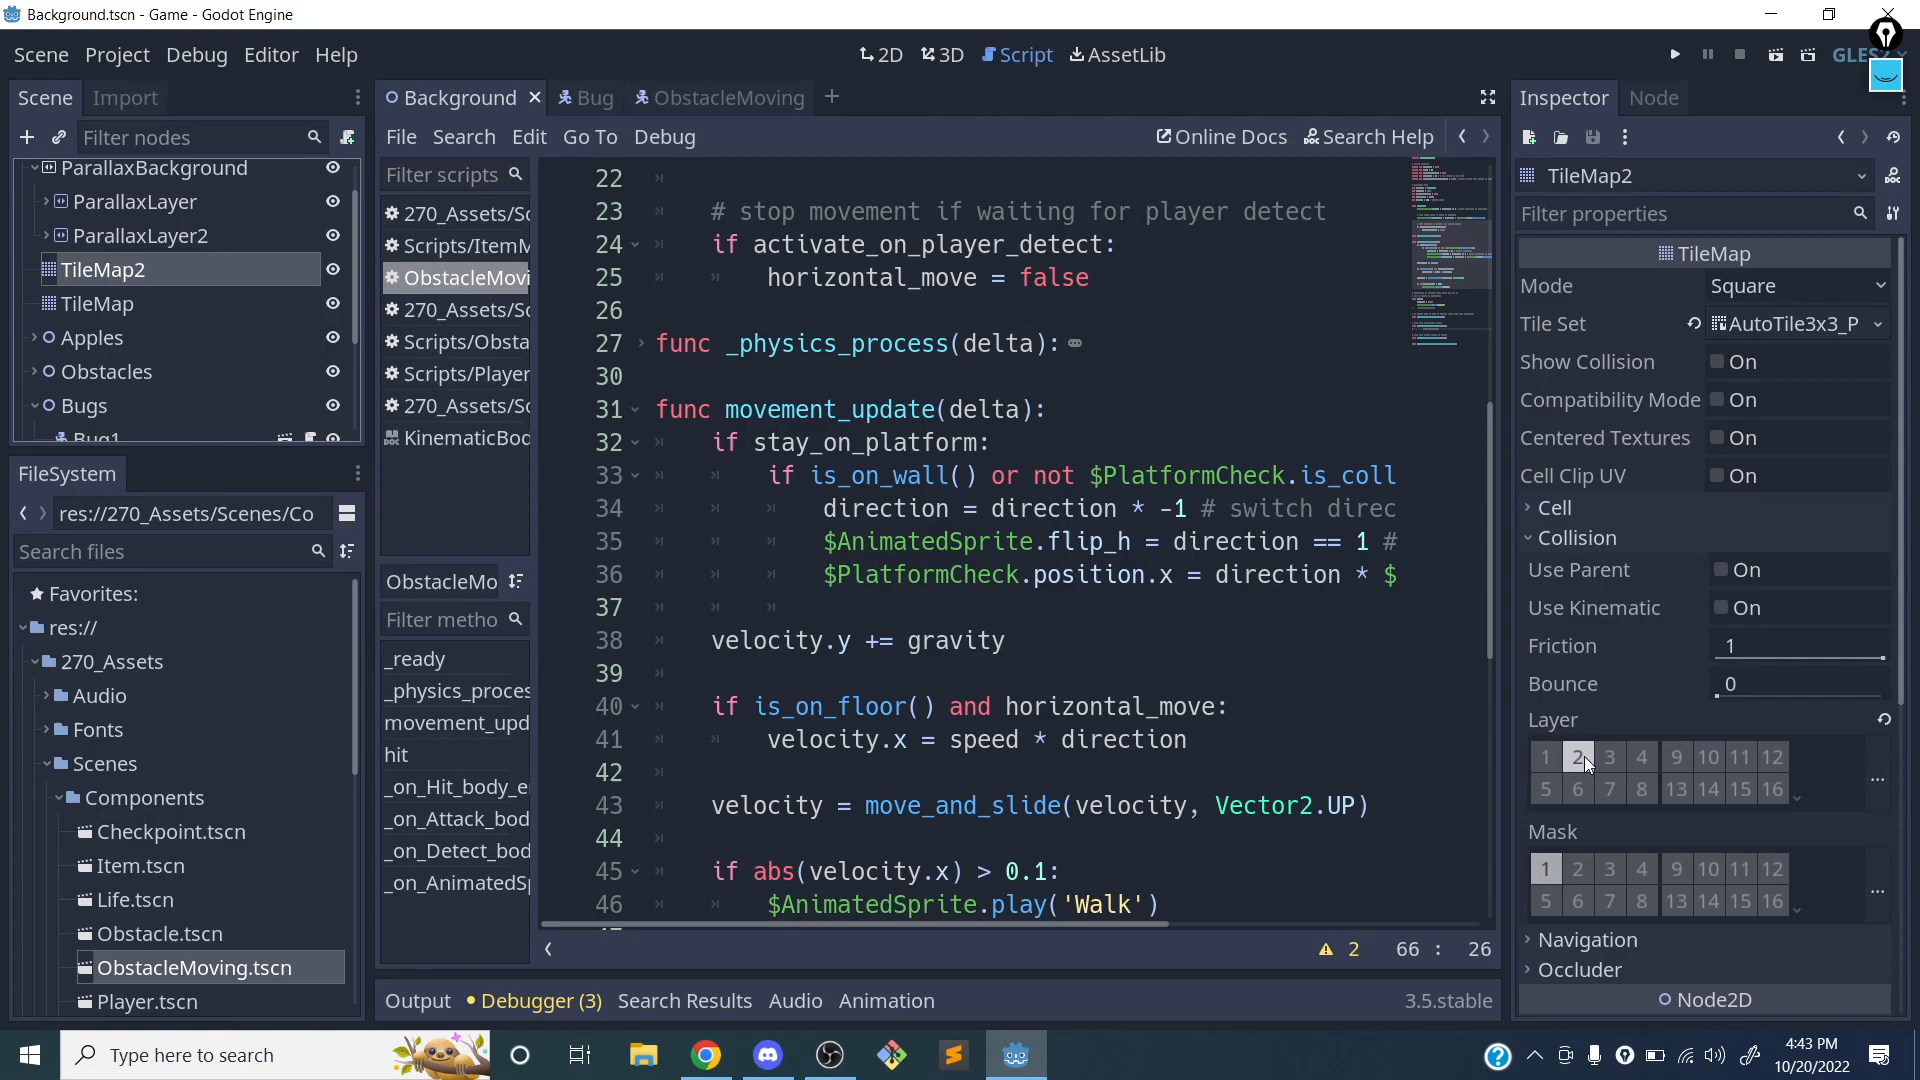 Background.tscn - Game - Godot Engine
Scene Project Debug Editor Help
2D 3D Script AssetLib
GLES2
Scene Import
Filter nodes
ParallaxBackground
ParallaxLayer
ParallaxLayer2
TileMap2
TileMap
Apples
Obstacles
Bugs
Bug1
FileSystem
res://270_Assets/Scenes/Co
Search files
Favorites:
res://
270_Assets
Audio
Fonts
Scenes
Components
Checkpoint.tscn
Item.tscn
Life.tscn
Obstacle.tscn
ObstacleMoving.tscn
Player.tscn
Background Bug ObstacleMoving
File Search Edit Go To Debug
Online Docs Search Help
Filter scripts
270_Assets/Sc
Scripts/ItemM
ObstacleMovi
270_Assets/Sc
Scripts/Obsta
Scripts/Player
270_Assets/Sc
KinematicBod
ObstacleMo
Filter metho
_ready
_physics_proces
movement_upd
hit
_on_Hit_body_e
_on_Attack_bod
_on_Detect_bod
_on_AnimatedSp
22
23 # stop movement if waiting for player detect
24 if activate_on_player_detect:
25 horizontal_move = false
26
27 func _physics_process(delta):
30
31 func movement_update(delta):
32 if stay_on_platform:
33 if is_on_wall() or not $PlatformCheck.is_coll
34 direction = direction * -1 # switch direc
35 $AnimatedSprite.flip_h = direction == 1 #
36 $PlatformCheck.position.x = direction * $
37
38 velocity.y += gravity
39
40 if is_on_floor() and horizontal_move:
41 velocity.x = speed * direction
42
43 velocity = move_and_slide(velocity, Vector2.UP)
44
45 if abs(velocity.x) > 0.1:
46 $AnimatedSprite.play('Walk')
2 66 : 26
Output Debugger (3) Search Results Audio Animation
3.5.stable
Inspector Node
TileMap2
Filter properties
TileMap
Mode Square
Tile Set AutoTile3x3_P
Show Collision On
Compatibility Mode On
Centered Textures On
Cell Clip UV On
Cell
Collision
Use Parent On
Use Kinematic On
Friction 1
Bounce 0
Layer
1 2 3 4 9 10 11 12
5 6 7 8 13 14 15 16
Mask
1 2 3 4 9 10 11 12
5 6 7 8 13 14 15 16
Navigation
Occluder
Node2D
Type here to search
4:43 PM
10/20/2022